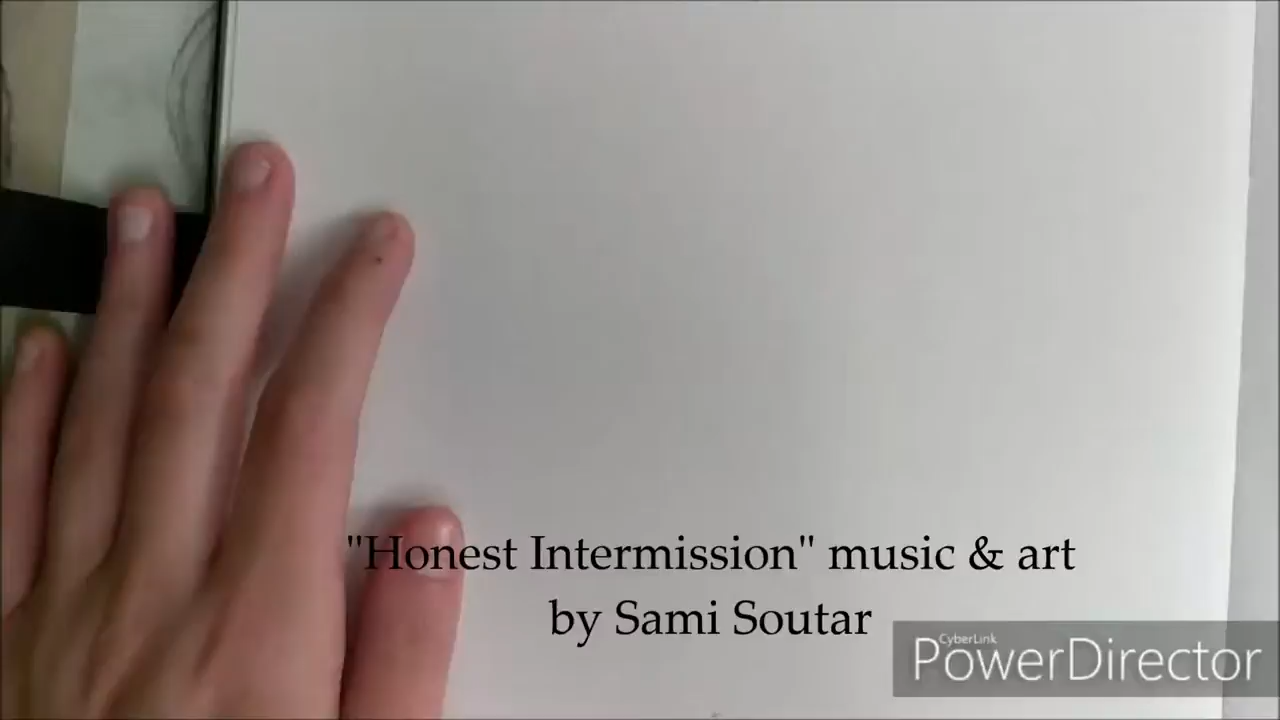 "Honest Intermission" music & art
by Sami Soutar
CyberLink
PowerDirector